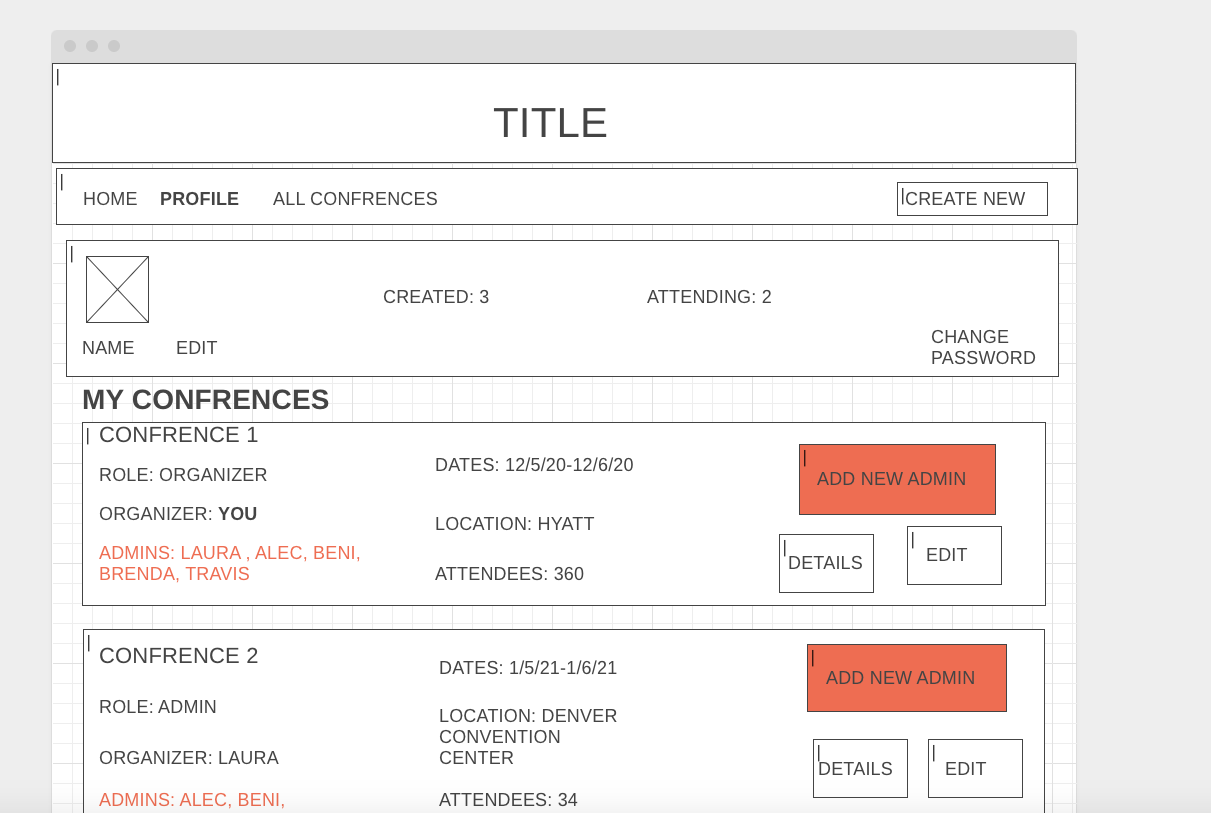 TITLE
HOME PROFILE ALL CONFRENCES CREATE NEW
CREATED: 3 ATTENDING: 2
NAME EDIT
CHANGE
PASSWORD
MY CONFRENCES
CONFRENCE 1
ROLE: ORGANIZER
ORGANIZER: YOU
ADMINS: LAURA , ALEC, BENI,
BRENDA, TRAVIS
DATES: 12/5/20-12/6/20
LOCATION: HYATT
ATTENDEES: 360
ADD NEW ADMIN
DETAILS EDIT
CONFRENCE 2
ROLE: ADMIN
ORGANIZER: LAURA
ADMINS: ALEC, BENI,
DATES: 1/5/21-1/6/21
LOCATION: DENVER
CONVENTION
CENTER
ATTENDEES: 34
ADD NEW ADMIN
DETAILS EDIT